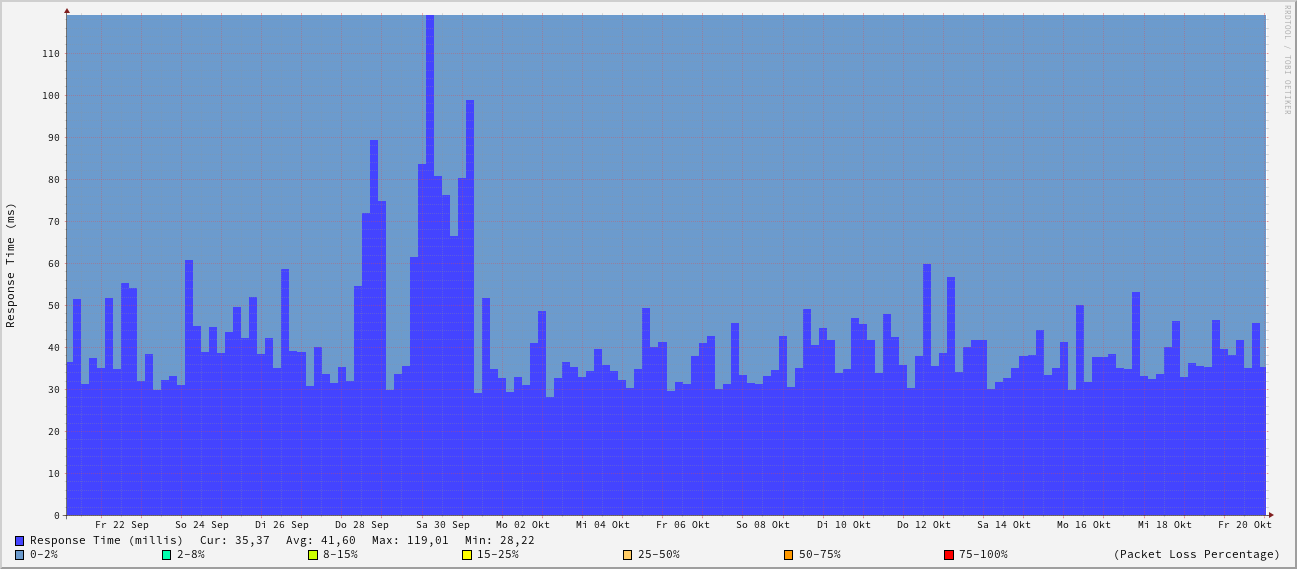 RRDTOOL / TOBI OETIKER
Response Time (ms)
110
100
90
80
70
60
50
40
30
20
10
0
Fr 22 Sep So 24 Sep Di 26 Sep Do 28 Sep Sa 30 Sep Mo 02 Okt Mi 04 Okt Fr 06 Okt So 08 Okt Di 10 Okt Do 12 Okt Sa 14 Okt Mo 16 Okt Mi 18 Okt Fr 20 Okt
Response Time (millis) Cur: 35,37 Avg: 41,60 Max: 119,01 Min: 28,22
0-2% 2-8% 8-15% 15-25% 25-50% 50-75% 75-100% (Packet Loss Percentage)